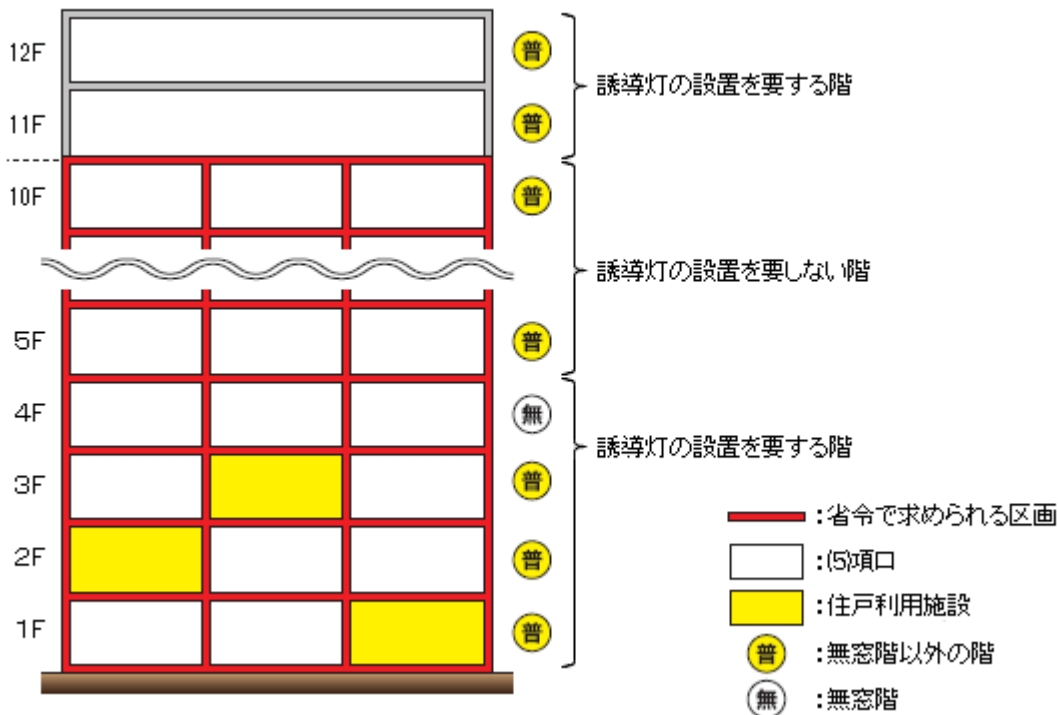 12F
普
11F
普
誘導灯の設置を要する階
10F
普
誘導灯の設置を要しない階
5F
普
4F
無
3F
普
2F
普
1F
普
誘導灯の設置を要する階
:省令で求められる区画
:(5)項ロ
:住戸利用施設
普 :無窓階以外の階
無 :無窓階